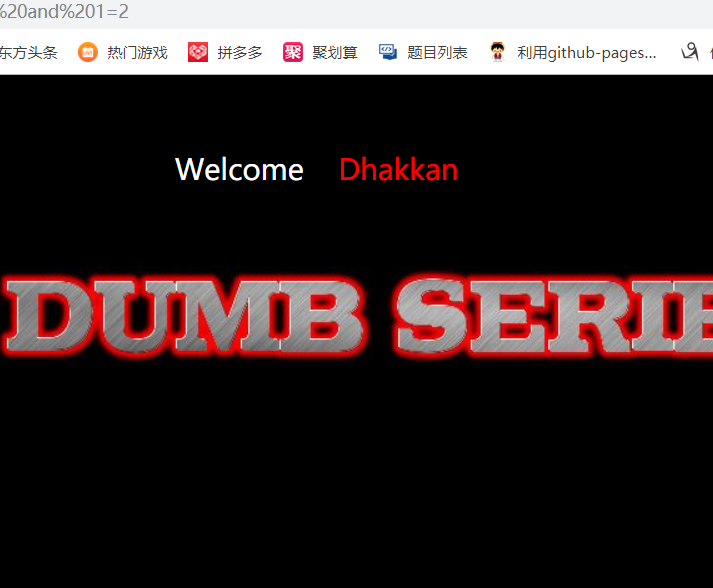 %20and%201=2
东方头条 热门游戏 聚 拼多多 聚划算 题目列表 利用github-pages...
Welcome Dhakkan
DUMB SERIE